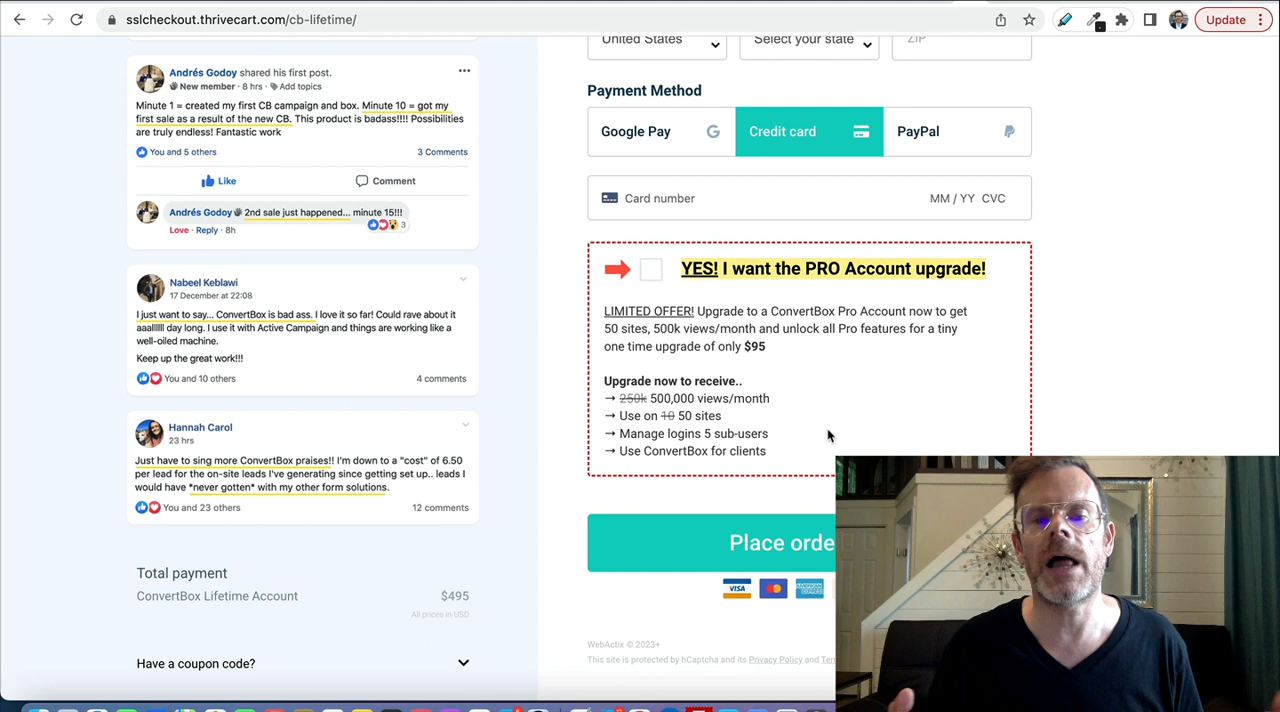 sslcheckout.thrivecart.com/cb-lifetime/
Update
Andrés Godoy shared his first post.
New member · 8 hrs · Add topics
Minute 1 = created my first CB campaign and box. Minute 10 = got my
first sale as a result of the new CB. This product is badass!!!! Possibilities
are truly endless! Fantastic work
You and 5 others
3 Comments
Like
Comment
Andrés Godoy 2nd sale just happened... minute 15!!!
3
Love · Reply · 8h
Nabeel Keblawi
17 December at 22:08
I just want to say... ConvertBox is bad ass. I love it so far! Could rave about it
aaallllll day long. I use it with Active Campaign and things are working like a
well-oiled machine.
Keep up the great work!!!
You and 10 others
4 comments
Hannah Carol
23 hrs
Just have to sing more ConvertBox praises!! I'm down to a "cost" of 6.50
per lead for the on-site leads I've generating since getting set up.. leads I
would have *never gotten* with my other form solutions.
You and 23 others
12 comments
Total payment
ConvertBox Lifetime Account
$495
All prices in USD
Have a coupon code?
United States
Select your state
ZIP
Payment Method
Google Pay
G
Credit card
PayPal
Card number
MM / YY CVC
YES! I want the PRO Account upgrade!
LIMITED OFFER! Upgrade to a ConvertBox Pro Account now to get
50 sites, 500k views/month and unlock all Pro features for a tiny
one time upgrade of only $95
Upgrade now to receive..
→ 250k 500,000 views/month
→ Use on 10 50 sites
→ Manage logins 5 sub-users
→ Use ConvertBox for clients
Place orde
VISA
WebActix © 2023+
This site is protected by hCaptcha and its Privacy Policy and